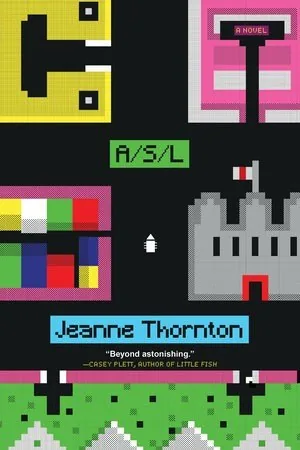 A NOVEL
A/S/L
Jeanne Thornton
"Beyond astonishing."
—CASEY PLETT, AUTHOR OF LITTLE FISH